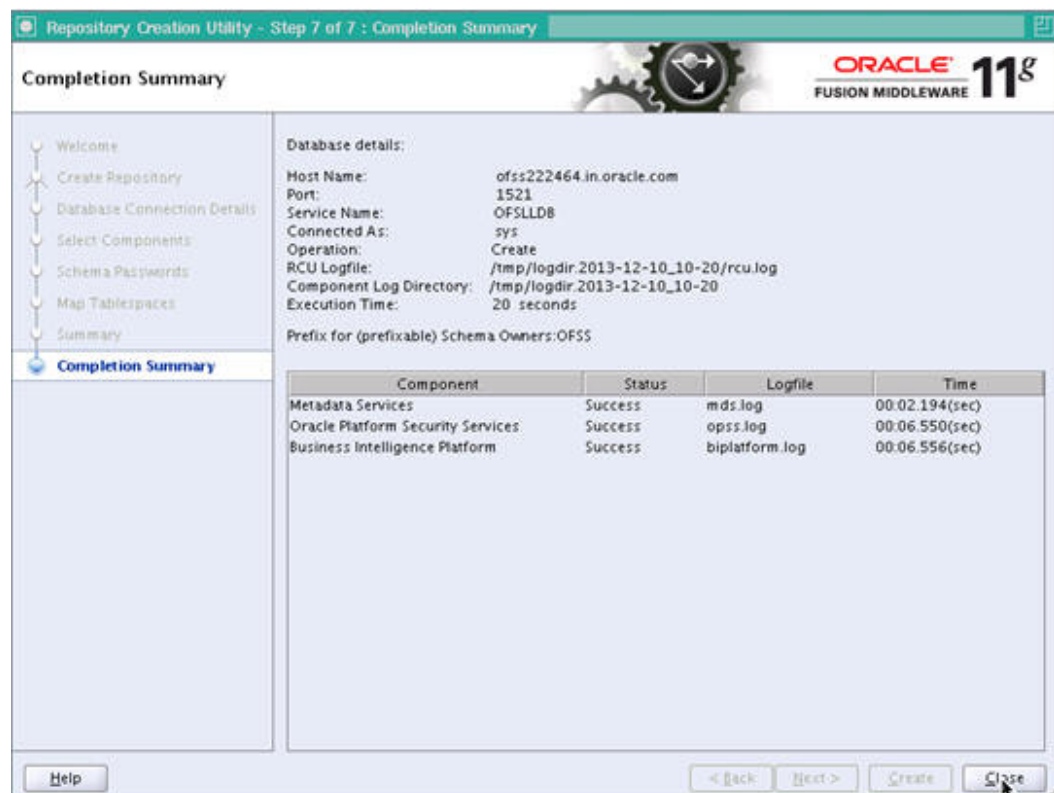 Repository Creation Utility - Step 7 of 7 : Completion Summary
Completion Summary
ORACLE
FUSION MIDDLEWARE 11g
Welcome
Create Repository
Database Connection Details
Select Components
Schema Passwords
Map Tablespaces
Summary
Completion Summary
Database details:
Host Name: ofss222464.in.oracle.com
Port: 1521
Service Name: OFSLLDB
Connected As: sys
Operation: Create
RCU Logfile: /tmp/logdir.2013-12-10_10-20/rcu.log
Component Log Directory: /tmp/logdir.2013-12-10_10-20
Execution Time: 20 seconds
Prefix for (prefixable) Schema Owners:OFSS
Component Status Logfile Time
Metadata Services Success mds.log 00:02.194(sec)
Oracle Platform Security Services Success opss.log 00:06.550(sec)
Business Intelligence Platform Success biplatform.log 00:06.556(sec)
Help < Back Next > Create Close